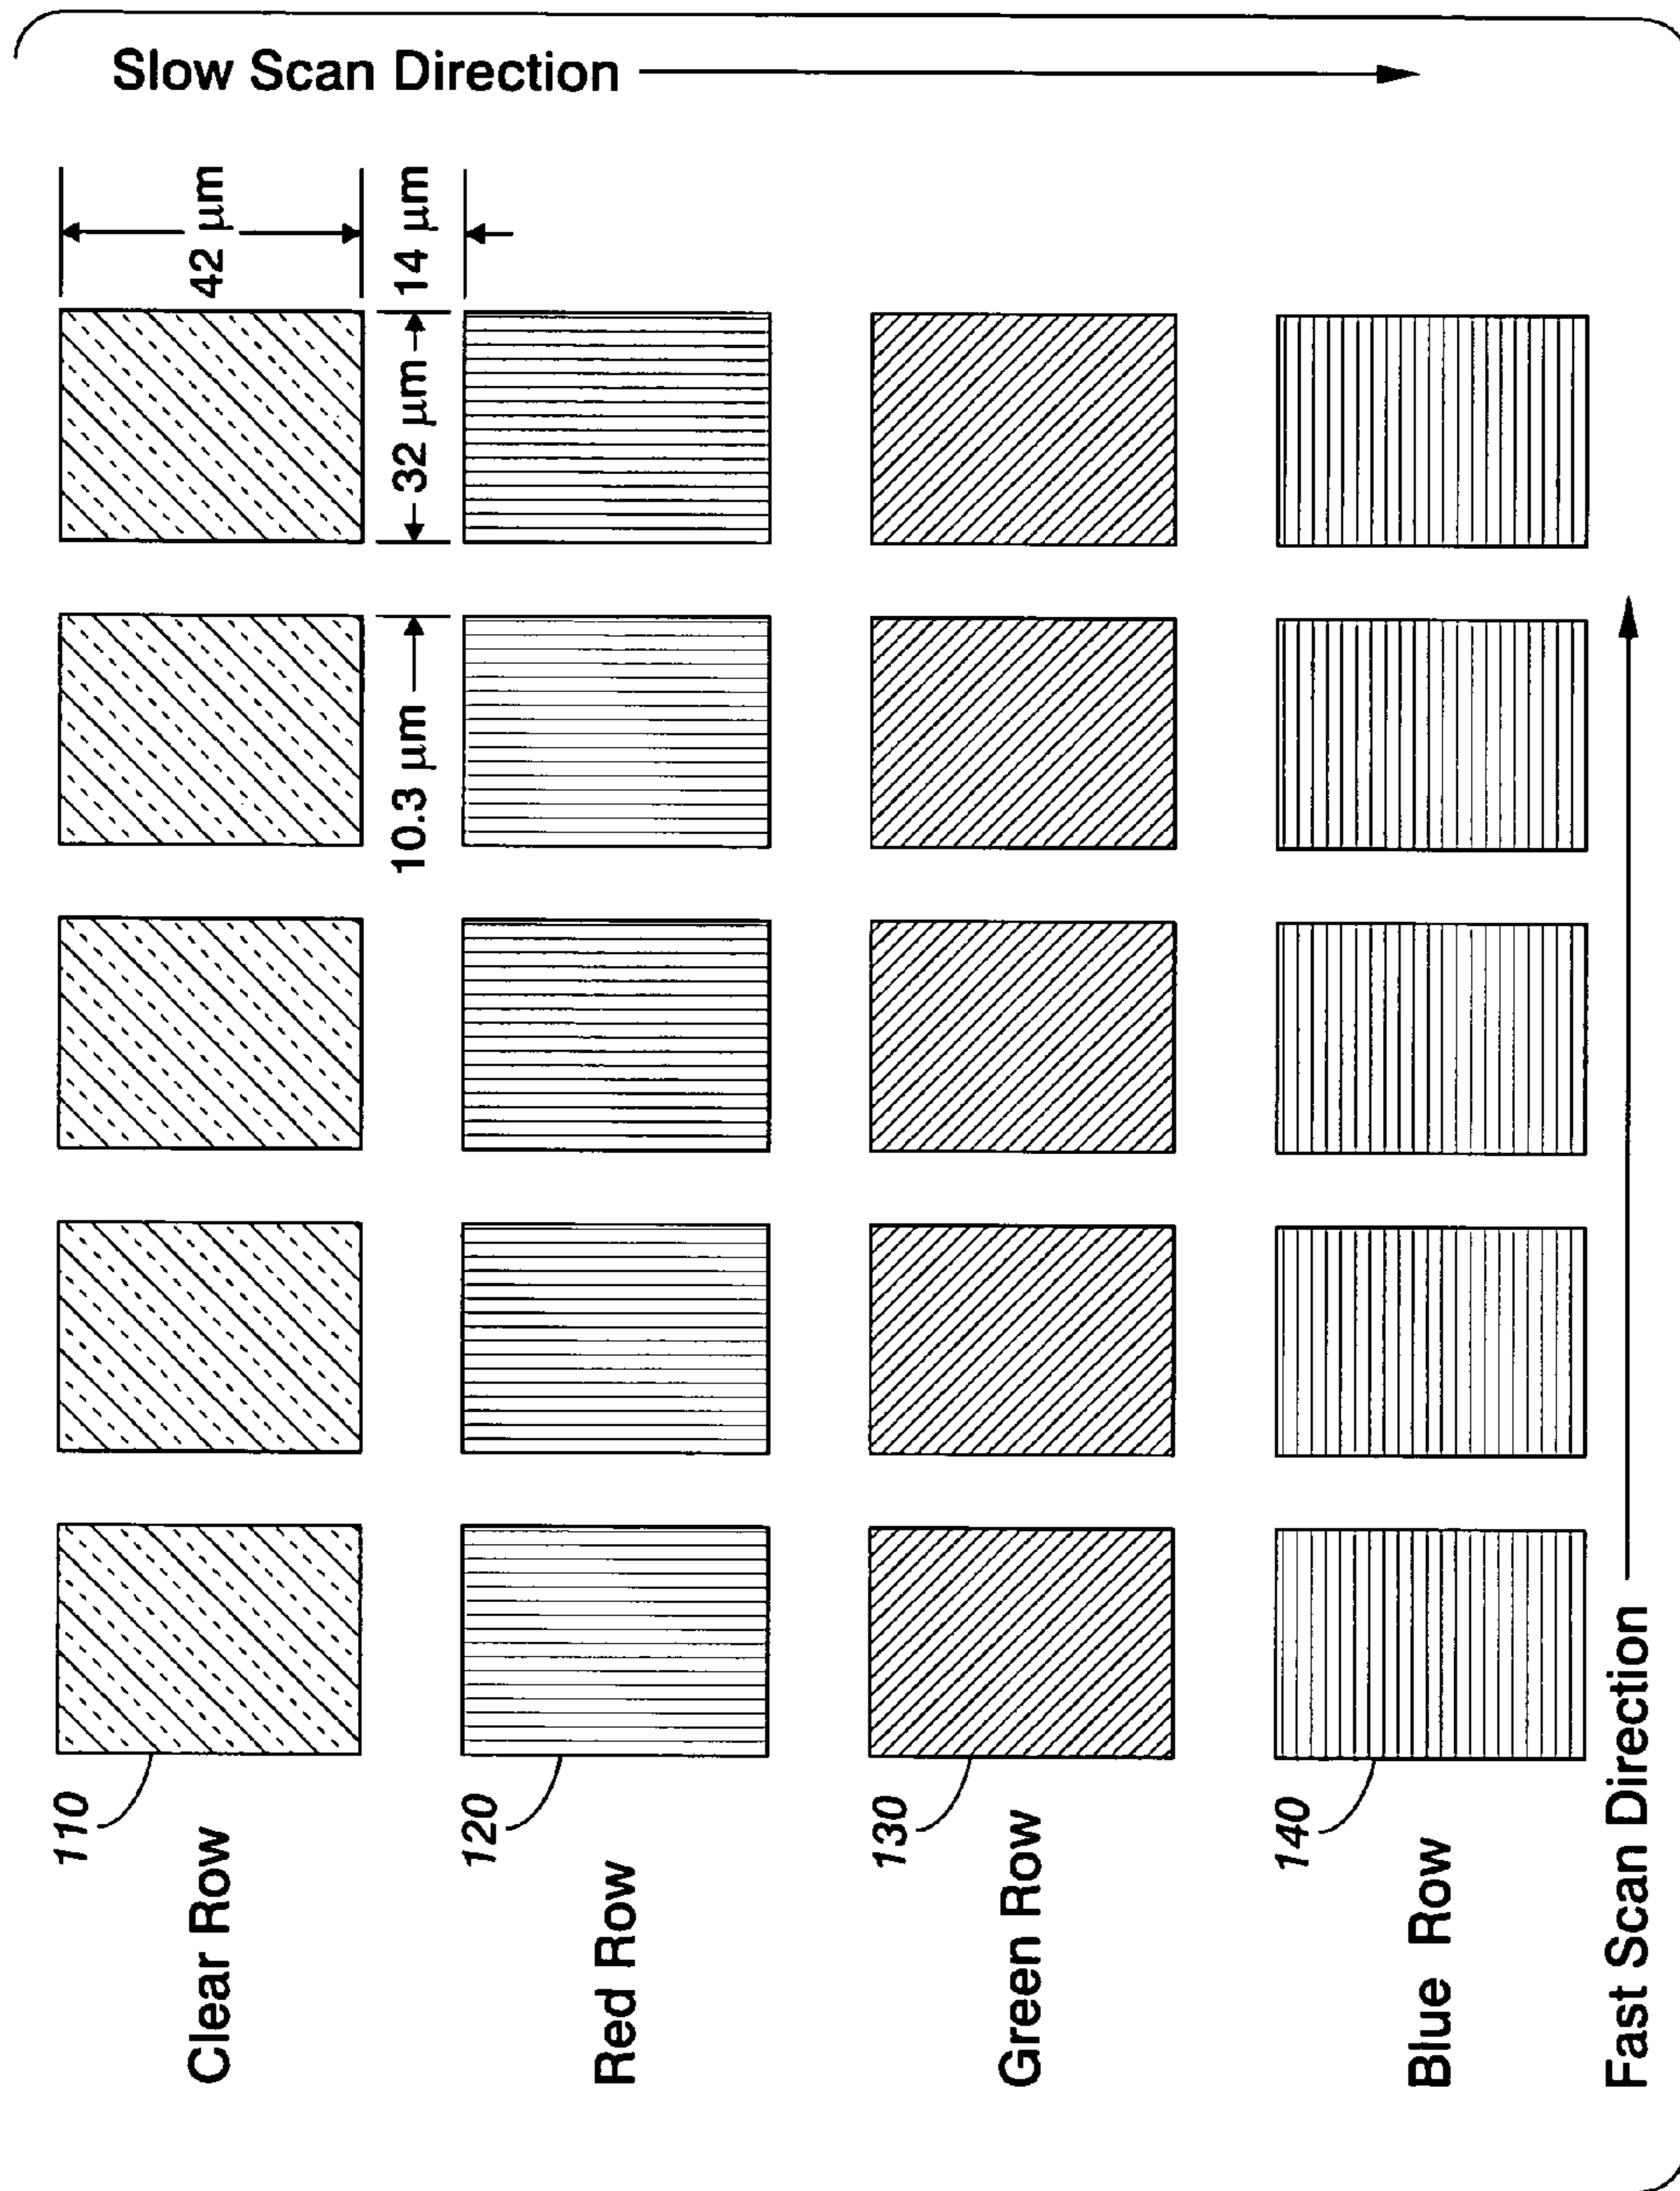 Slow Scan Direction
42 µm
14 µm
32 µm
10.3 µm
110
Clear Row
120
Red Row
130
Green Row
140
Blue Row
Fast Scan Direction